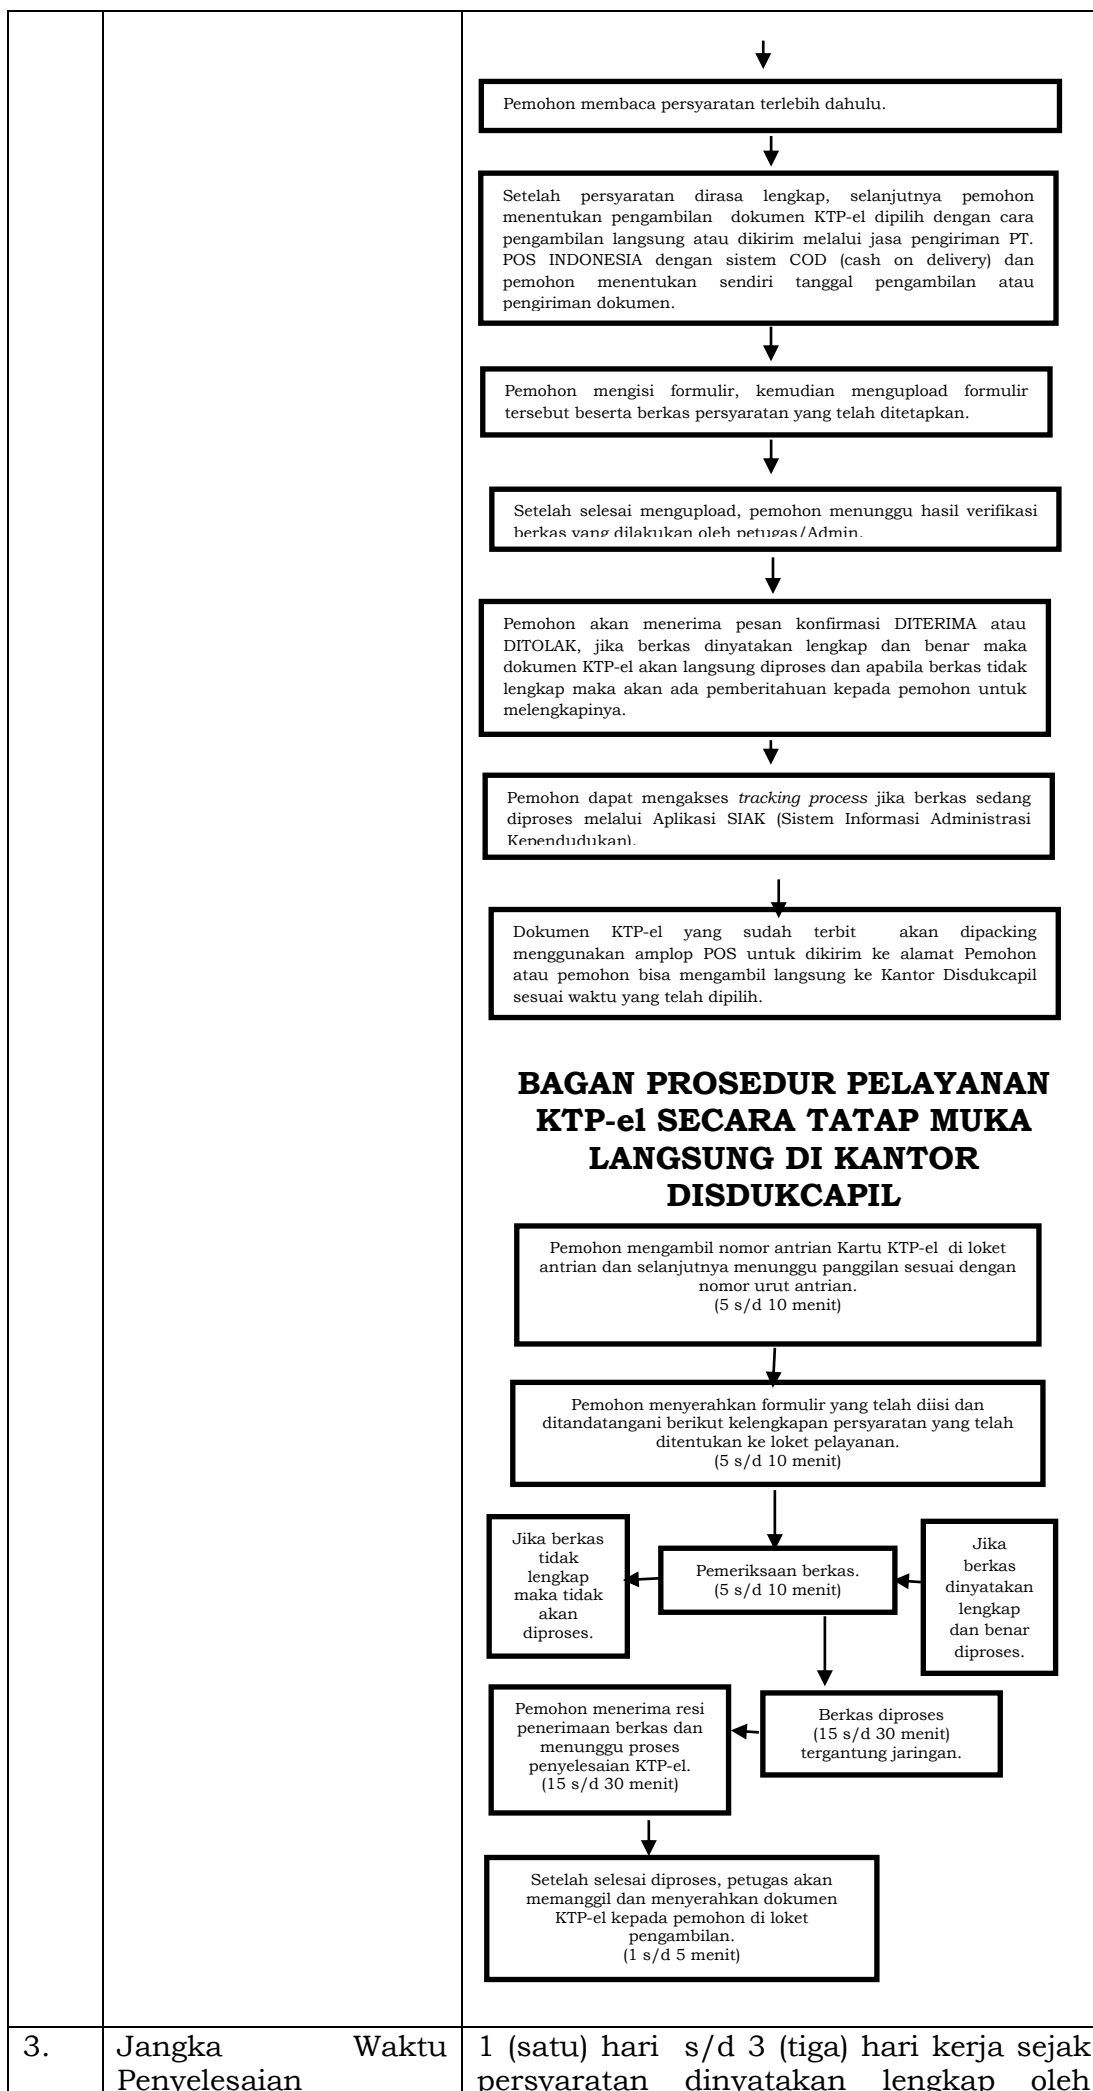 Pemohon membaca persyaratan terlebih dahulu.
Setelah persyaratan dirasa lengkap, selanjutnya pemohon
menentukan pengambilan dokumen KTP-el dipilih dengan cara
pengambilan langsung atau dikirim melalui jasa pengiriman PT.
POS INDONESIA dengan sistem COD (cash on delivery) dan
pemohon menentukan sendiri tanggal pengambilan atau
pengiriman dokumen.
Pemohon mengisi formulir, kemudian mengupload formulir
tersebut beserta berkas persyaratan yang telah ditetapkan.
Setelah selesai mengupload, pemohon menunggu hasil verifikasi
berkas yang dilakukan oleh petugas/Admin.
Pemohon akan menerima pesan konfirmasi DITERIMA atau
DITOLAK, jika berkas dinyatakan lengkap dan benar maka
dokumen KTP-el akan langsung diproses dan apabila berkas tidak
lengkap maka akan ada pemberitahuan kepada pemohon untuk
melengkapinya.
Pemohon dapat mengakses tracking process jika berkas sedang
diproses melalui Aplikasi SIAK (Sistem Informasi Administrasi
Kependudukan).
Dokumen KTP-el yang sudah terbit akan dipacking
menggunakan amplop POS untuk dikirim ke alamat Pemohon
atau pemohon bisa mengambil langsung ke Kantor Disdukcapil
sesuai waktu yang telah dipilih.
BAGAN PROSEDUR PELAYANAN
KTP-el SECARA TATAP MUKA
LANGSUNG DI KANTOR
DISDUKCAPIL
Pemohon mengambil nomor antrian Kartu KTP-el di loket
antrian dan selanjutnya menunggu panggilan sesuai dengan
nomor urut antrian.
(5 s/d 10 menit)
Pemohon menyerahkan formulir yang telah diisi dan
ditandatangani berikut kelengkapan persyaratan yang telah
ditentukan ke loket pelayanan.
(5 s/d 10 menit)
Jika berkas
tidak
lengkap
maka tidak
akan
diproses.
Pemeriksaan berkas.
(5 s/d 10 menit)
Jika
berkas
dinyatakan
lengkap
dan benar
diproses.
Pemohon menerima resi
penerimaan berkas dan
menunggu proses
penyelesaian KTP-el.
(15 s/d 30 menit)
Berkas diproses
(15 s/d 30 menit)
tergantung jaringan.
Setelah selesai diproses, petugas akan
memanggil dan menyerahkan dokumen
KTP-el kepada pemohon di loket
pengambilan.
(1 s/d 5 menit)
3. Jangka Waktu 1 (satu) hari s/d 3 (tiga) hari kerja sejak
Penyelesaian persyaratan dinyatakan lengkap oleh